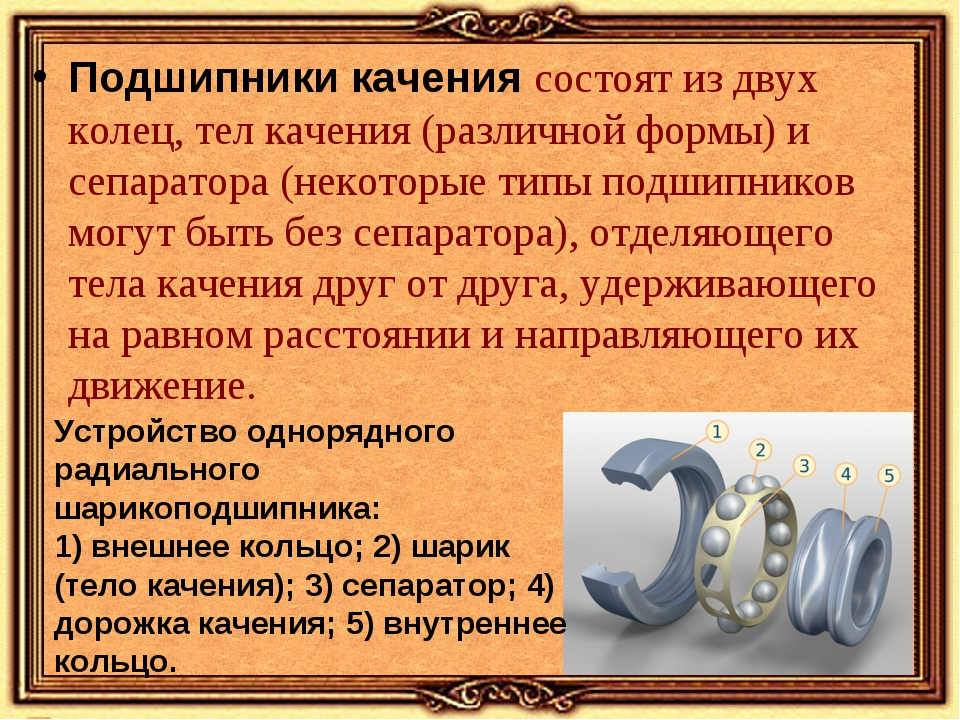 • Подшипники качения состоят из двух
колец, тел качения (различной формы) и
сепаратора (некоторые типы подшипников
могут быть без сепаратора), отделяющего
тела качения друг от друга, удерживающего
на равном расстоянии и направляющего их
движение.
Устройство однорядного
радиального
шарикоподшипника:
1) внешнее кольцо; 2) шарик
(тело качения); 3) сепаратор; 4)
дорожка качения; 5) внутреннее
кольцо.
1
2
3
4
5